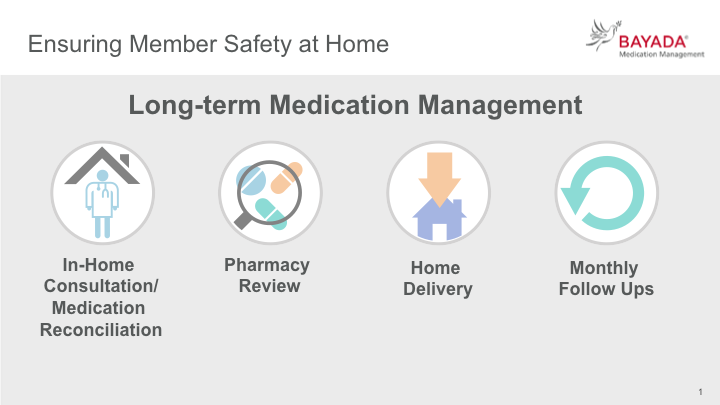 Ensuring Member Safety at Home
BAYADA®
Medication Management
Long-term Medication Management
In-Home
Consultation/
Medication
Reconciliation
Pharmacy
Review
Home
Delivery
Monthly
Follow Ups
1